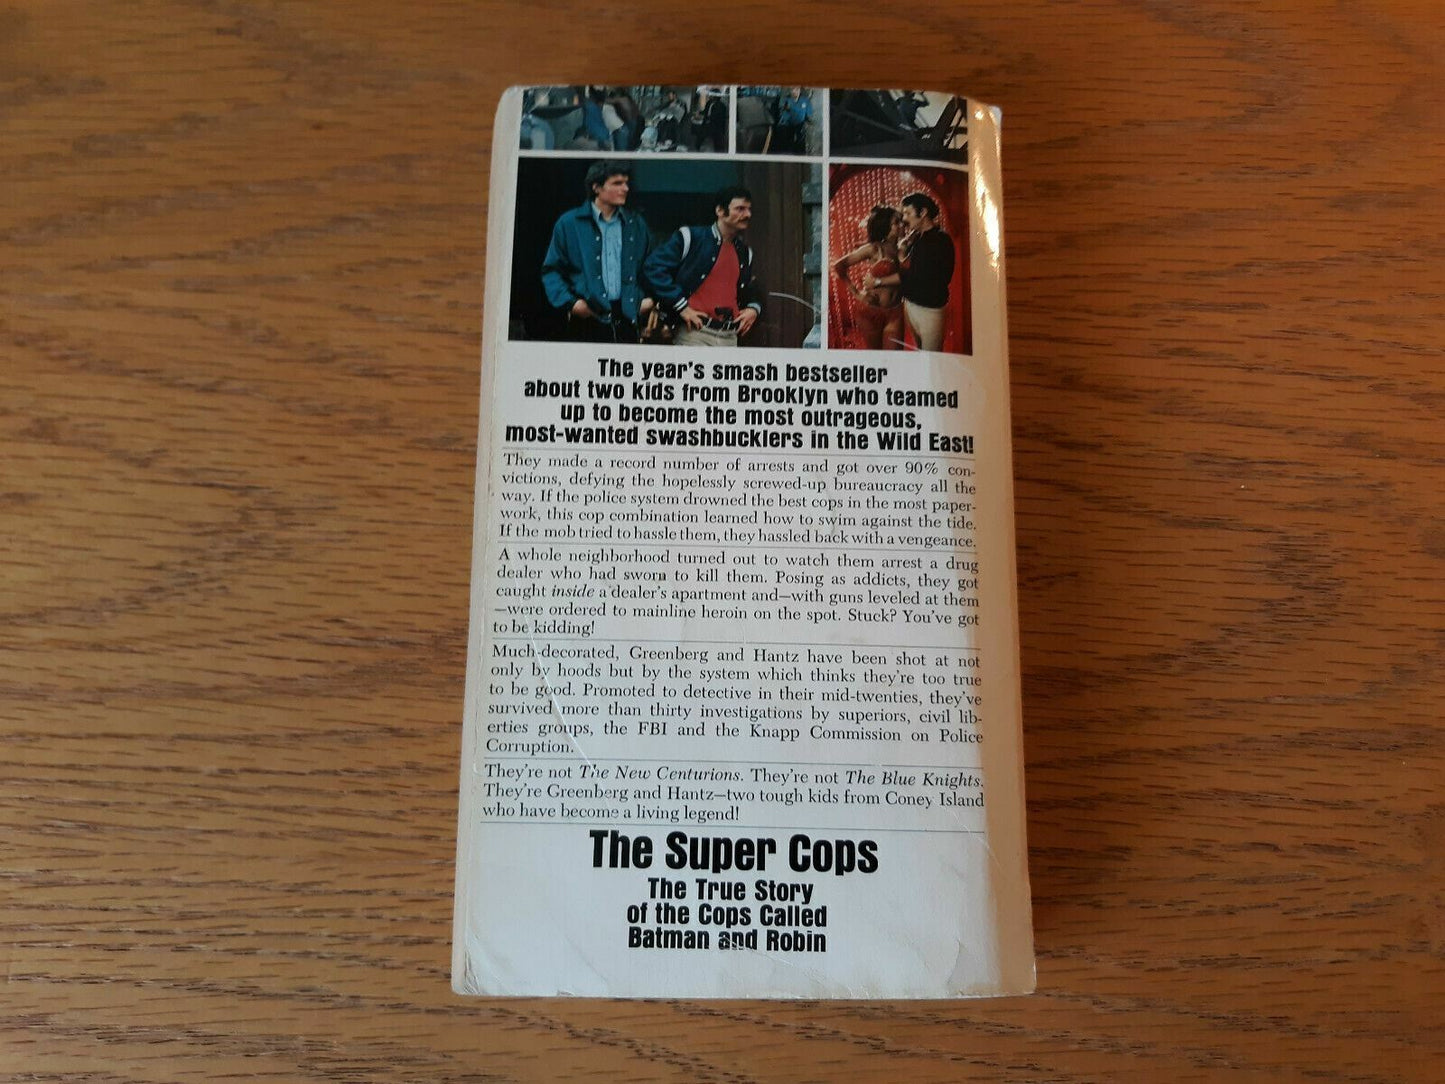 The year's smash bestseller
about two kids from Brooklyn who teamed
up to become the most outrageous,
most-wanted swashbucklers in the Wild East!
They made a record number of arrests and got over 90% con-
victions, defying the hopelessly screwed-up bureaucracy all the
way. If the police system drowned the best cops in the most paper-
work, this cop combination learned how to swim against the tide.
If the mob tried to hassle them, they hassled back with a vengeance.
A whole neighborhood turned out to watch them arrest a drug
dealer who had sworn to kill them. Posing as addicts, they got
caught inside a dealer's apartment and—with guns leveled at them
—were ordered to mainline heroin on the spot. Stuck? You've got
to be kidding!
Much-decorated, Greenberg and Hantz have been shot at not
only by hoods but by the system which thinks they're too true
to be good. Promoted to detective in their mid-twenties, they've
survived more than thirty investigations by superiors, civil lib-
erties groups, the FBI and the Knapp Commission on Police
Corruption.
They're not The New Centurions. They're not The Blue Knights.
They're Greenberg and Hantz—two tough kids from Coney Island
who have become a living legend!
The Super Cops
The True Story
of the Cops Called
Batman and Robin